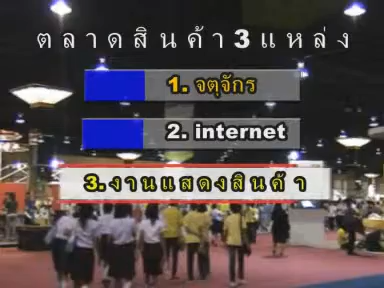 ตลาดสินค้า 3 แหล่ง
1. จตุจักร
2. internet
3. งานแสดงสินค้า